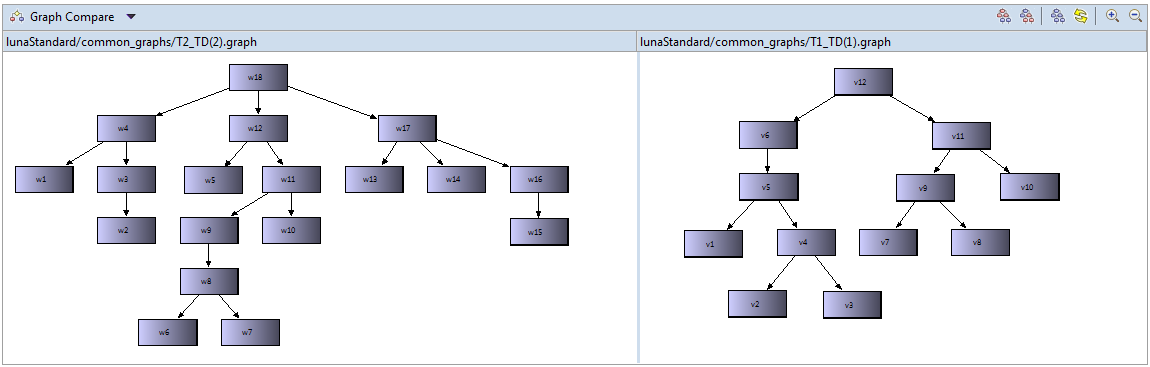 Graph Compare
lunaStandard/common_graphs/T2_TD(2).graph
lunaStandard/common_graphs/T1_TD(1).graph
w18
w4 w12 w17
w1 w3 w5 w11 w13 w14 w16
w2 w9 w10 w15
w8
w6 w7
v12
v6 v11
v5 v9 v10
v1 v4 v7 v8
v2 v3